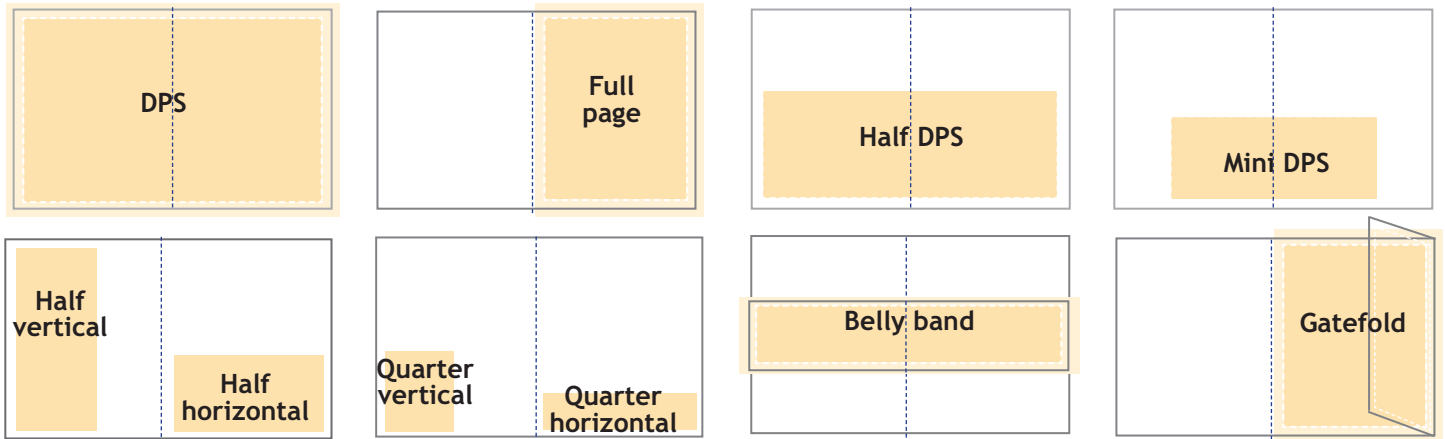 DPS
Full
page
Half DPS
Mini DPS
Half
vertical
Half
horizontal
Quarter
vertical
Quarter
horizontal
Belly band
Gatefold